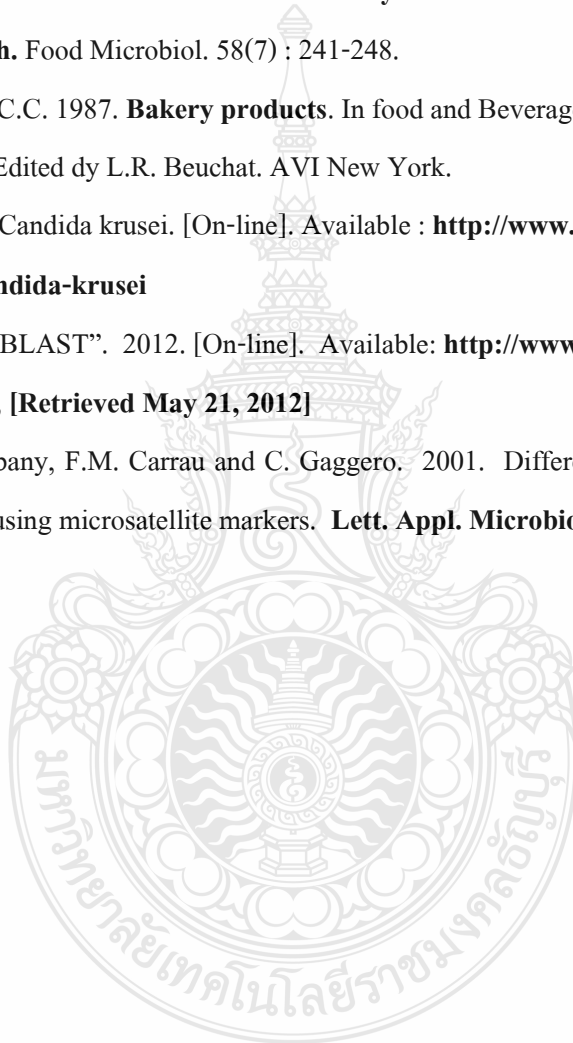 h. Food Microbiol. 58(7) : 241-248.
C.C. 1987. Bakery products. In food and Beverag
Edited dy L.R. Beuchat. AVI New York.
Candida krusei. [On-line]. Available : http://www.
ndida-krusei
BLAST”. 2012. [On-line]. Available: http://www
[Retrieved May 21, 2012]
pany, F.M. Carrau and C. Gaggero. 2001. Differe
using microsatellite markers. Lett. Appl. Microbio
มหาวิทยาลัยเทคโนโลยีราชมงคลธัญบุรี